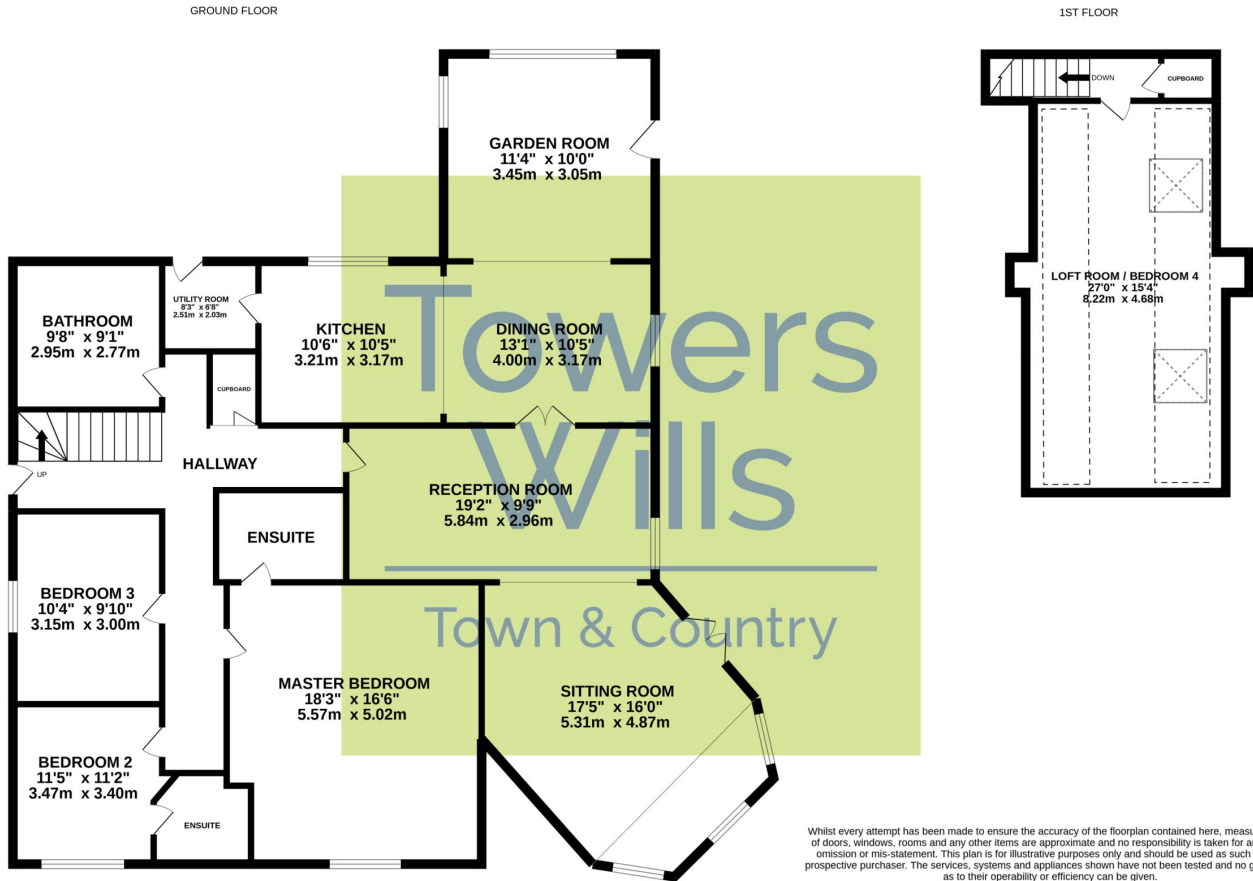 GROUND FLOOR
1ST FLOOR
DOWN
CUPBOARD
GARDEN ROOM
11'4" x 10'0"
3.45m x 3.05m
LOFT ROOM / BEDROOM 4
27'0" x 15'4"
8.22m x 4.68m
UTILITY ROOM
8'3" x 6'8"
2.51m x 2.03m
BATHROOM
9'8" x 9'1"
2.95m x 2.77m
KITCHEN
10'6" x 10'5"
3.21m x 3.17m
DINING ROOM
13'1" x 10'5"
4.00m x 3.17m
Towers
Wills
Town & Country
CUPBOARD
UP
HALLWAY
RECEPTION ROOM
19'2" x 9'9"
5.84m x 2.96m
ENSUITE
BEDROOM 3
10'4" x 9'10"
3.15m x 3.00m
MASTER BEDROOM
18'3" x 16'6"
5.57m x 5.02m
SITTING ROOM
17'5" x 16'0"
5.31m x 4.87m
BEDROOM 2
11'5" x 11'2"
3.47m x 3.40m
ENSUITE
Whilst every attempt has been made to ensure the accuracy of the floorplan contained here,
of doors, windows, rooms and any other items are approximate and no responsibility is taken for
omission or mis-statement. This plan is for illustrative purposes only and should be used as such
prospective purchaser. The services, systems and appliances shown have not been tested and no
as to their operability or efficiency can be given.